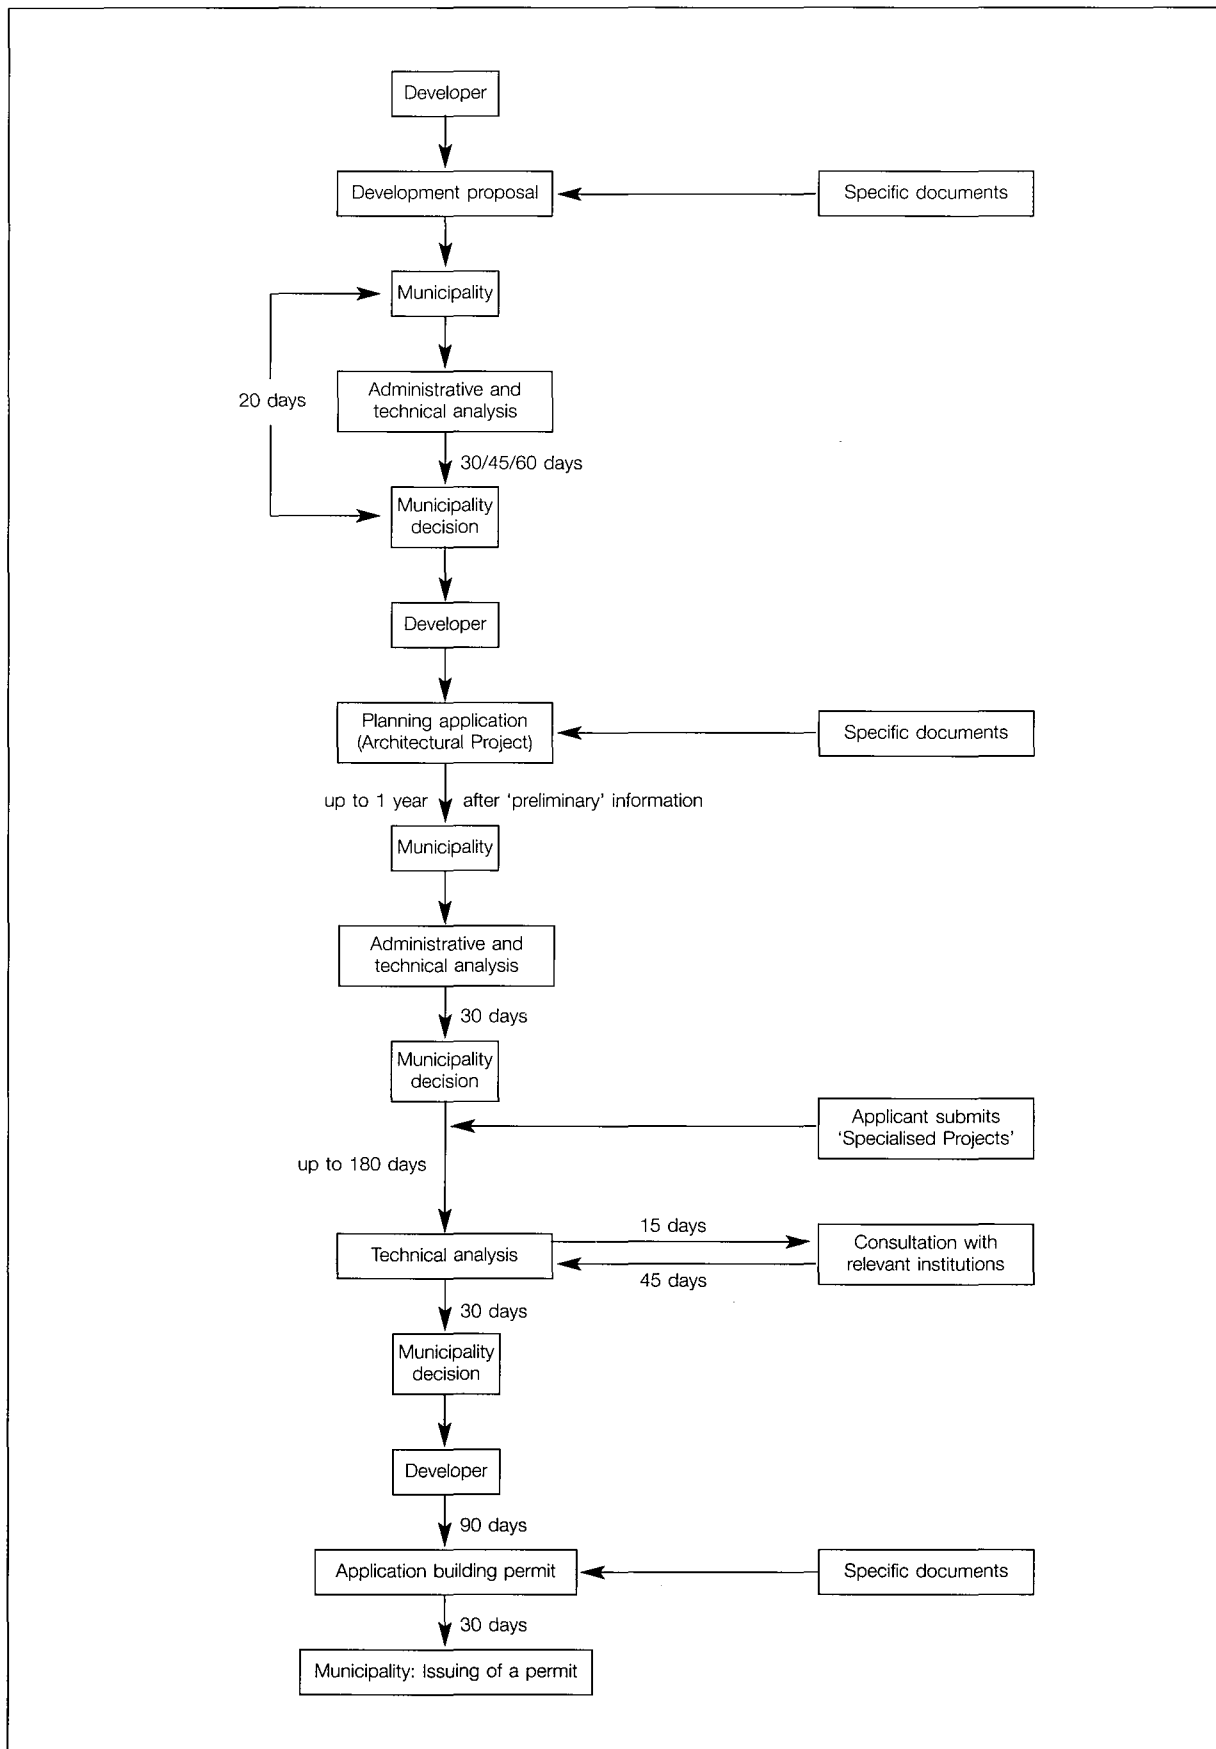 Developer
Development proposal
Specific documents
Municipality
20 days
Administrative and
technical analysis
30/45/60 days
Municipality
decision
Developer
Planning application
(Architectural Project)
Specific documents
up to 1 year after ‘preliminary’ information
Municipality
Administrative and
technical analysis
30 days
Municipality
decision
Applicant submits
‘Specialised Projects’
up to 180 days
Technical analysis
15 days
45 days
Consultation with
relevant institutions
30 days
Municipality
decision
Developer
90 days
Application building permit
Specific documents
30 days
Municipality: Issuing of a permit